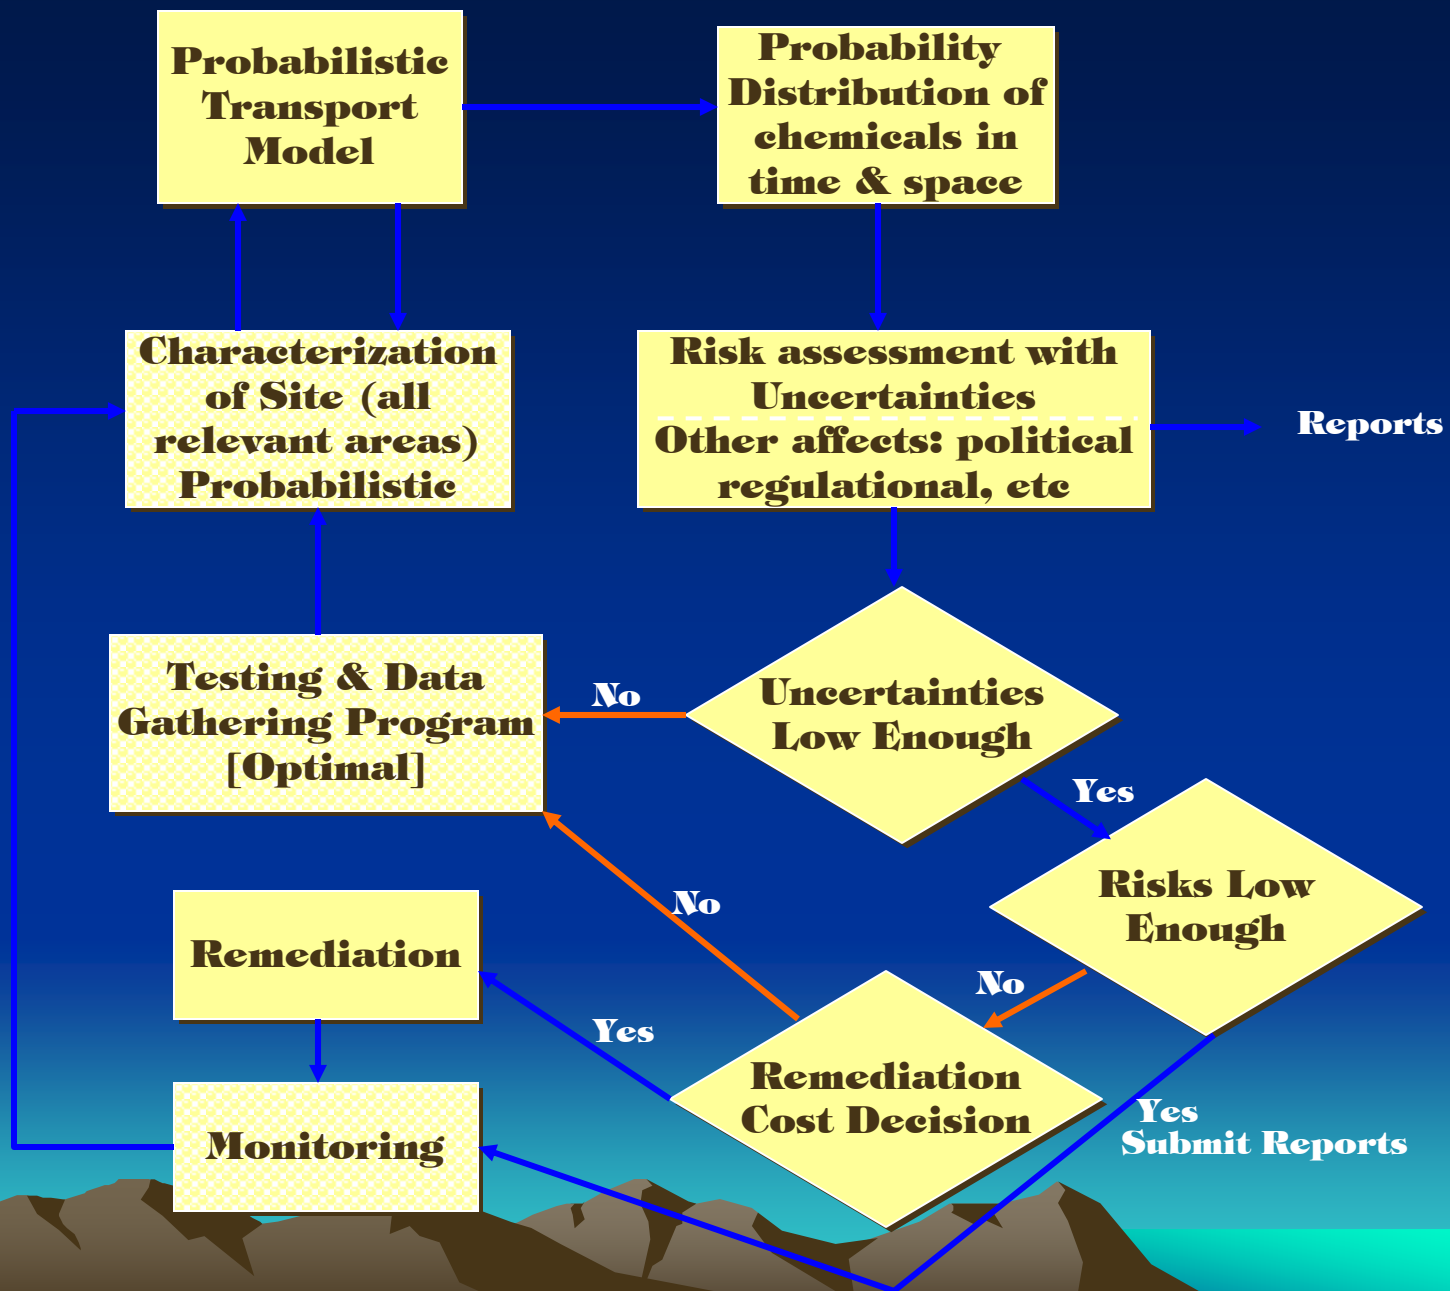 Probabilistic
Transport
Model
Probability
Distribution of
chemicals in
time & space
Characterization
of Site (all
relevant areas)
Probabilistic
Risk assessment with
Uncertainties
Other affects: political
regulational, etc
Reports
Testing & Data
Gathering Program
[Optimal]
No
Uncertainties
Low Enough
Yes
Risks Low
Enough
No
Remediation
No
Yes
Remediation
Cost Decision
Yes
Submit Reports
Monitoring